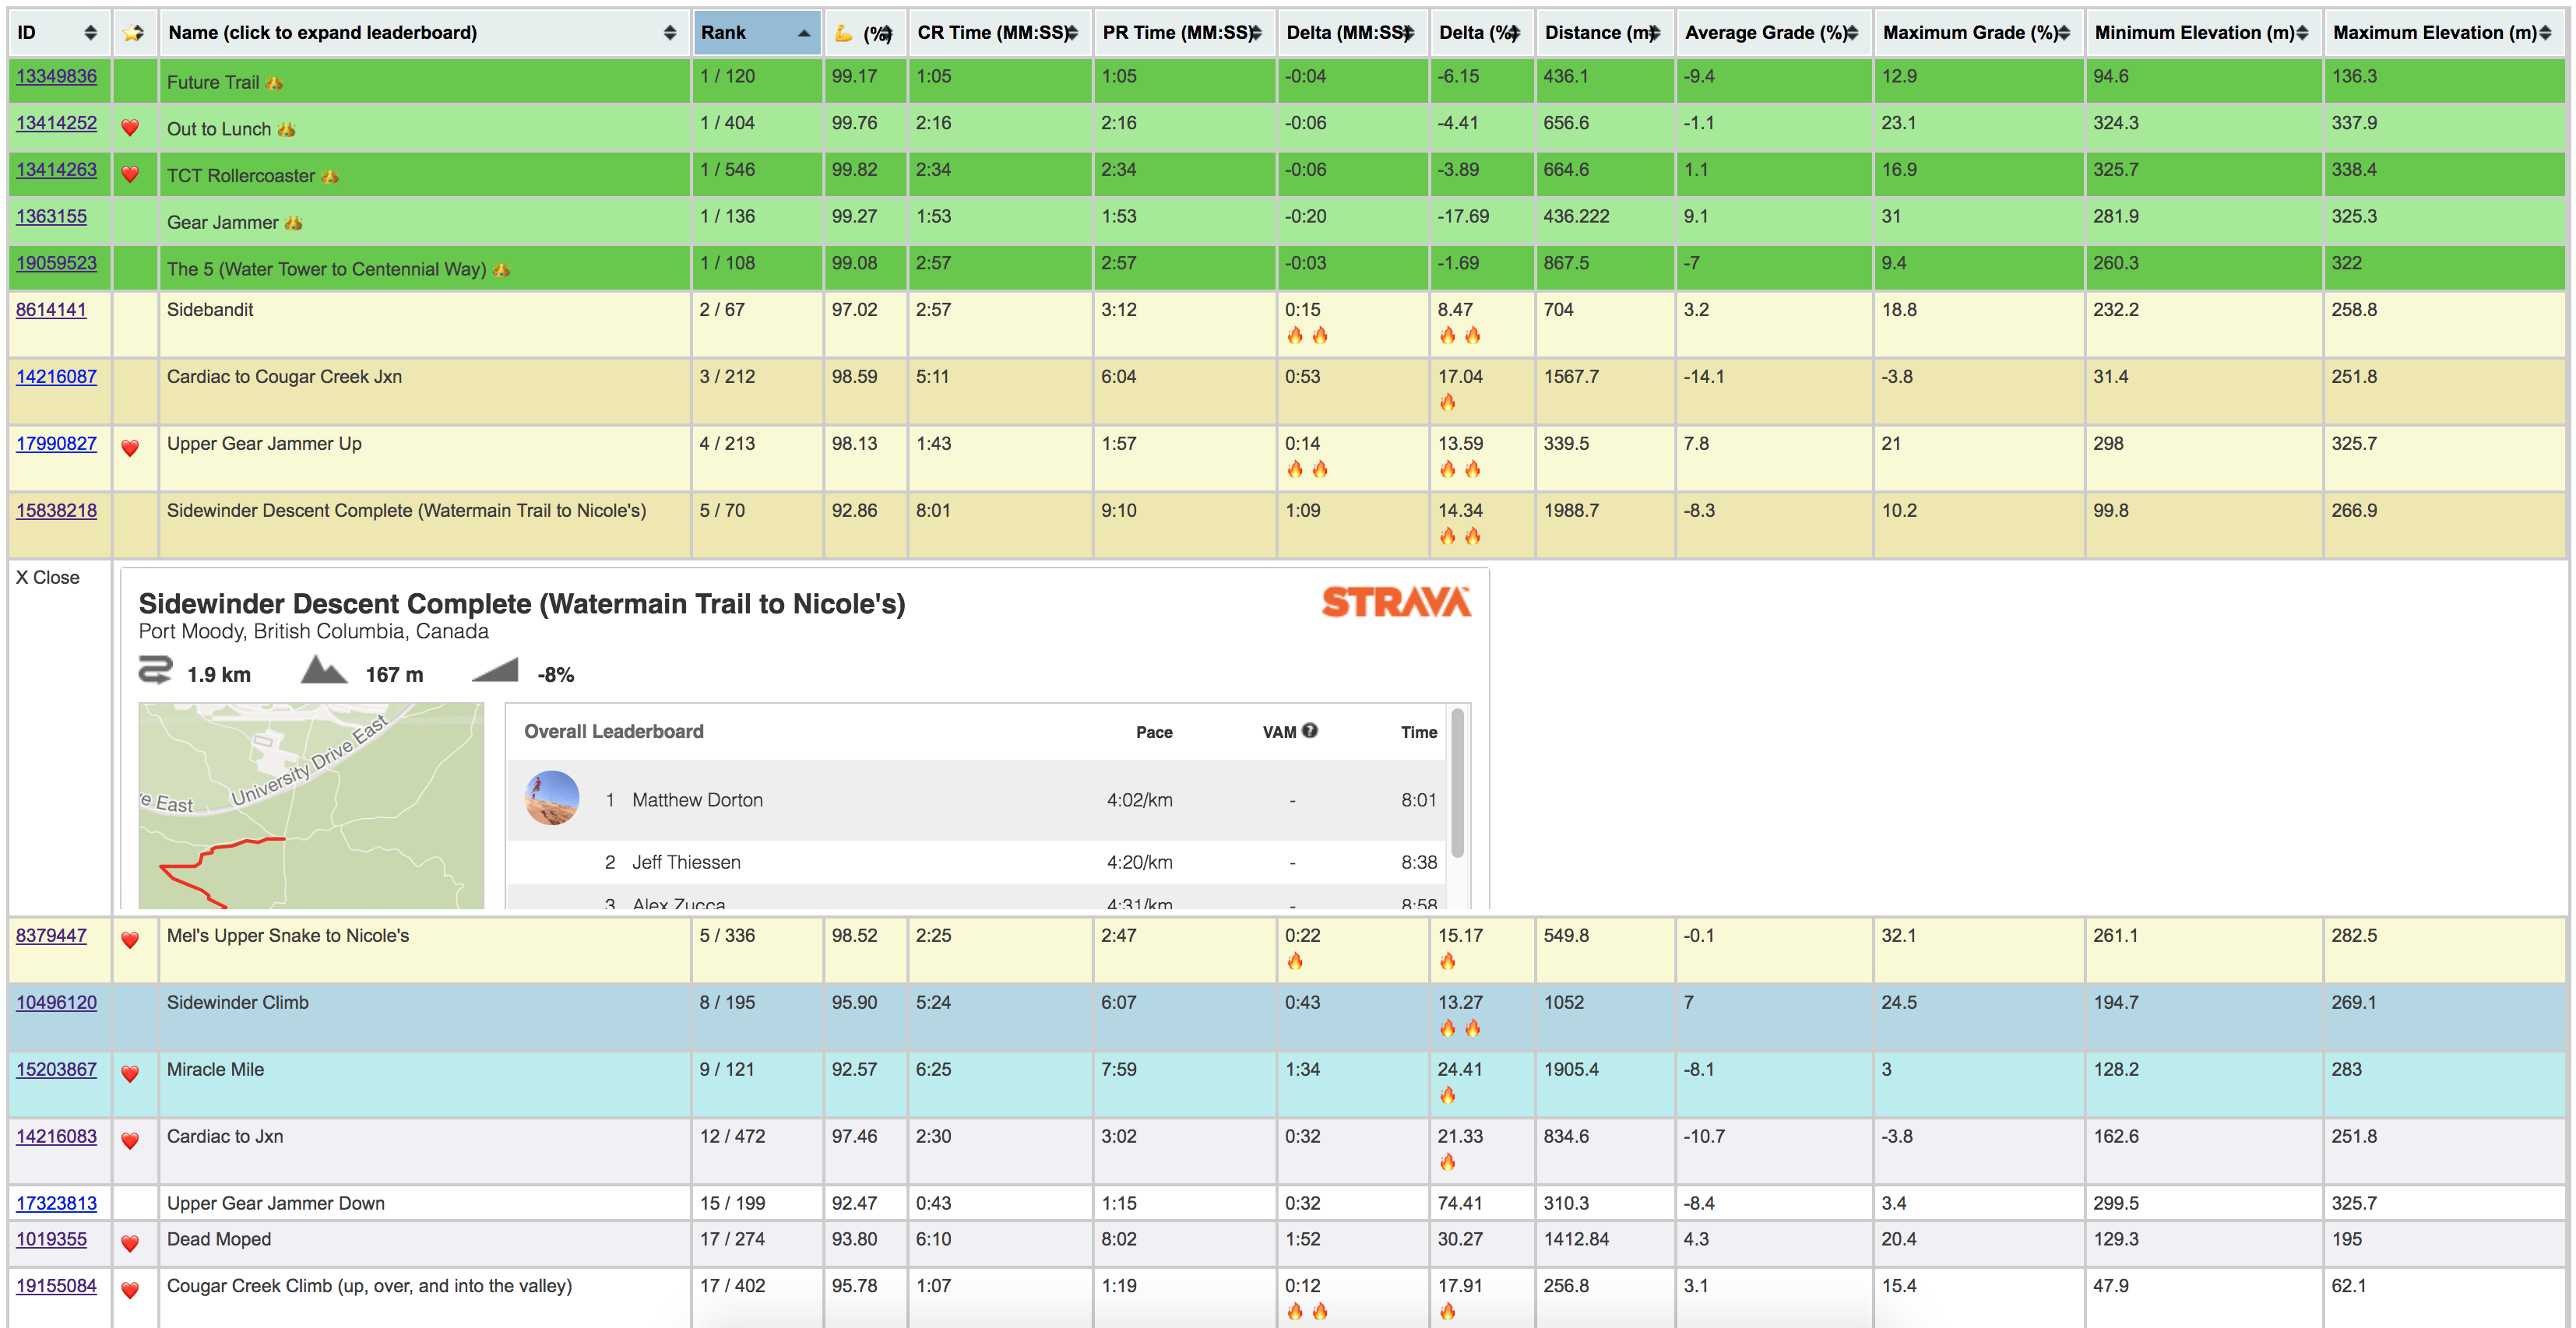 ID Name (click to expand leaderboard) Rank (%) CR Time (MM:SS) PR Time (MM:SS) Delta (MM:SS) Delta (%) Distance (m) Average Grade (%) Maximum Grade (%) Minimum Elevation (m) Maximum Elevation (m)
13349836 Future Trail 1 / 120 99.17 1:05 1:05 -0:04 -6.15 436.1 -9.4 12.9 94.6 136.3
13414252 Out to Lunch 1 / 404 99.76 2:16 2:16 -0:06 -4.41 656.6 -1.1 23.1 324.3 337.9
13414263 TCT Rollercoaster 1 / 546 99.82 2:34 2:34 -0:06 -3.89 664.6 1.1 16.9 325.7 338.4
1363155 Gear Jammer 1 / 136 99.27 1:53 1:53 -0:20 -17.69 436.222 9.1 31 281.9 325.3
19059523 The 5 (Water Tower to Centennial Way) 1 / 108 99.08 2:57 2:57 -0:03 -1.69 867.5 -7 9.4 260.3 322
8614141 Sidebandit 2 / 67 97.02 2:57 3:12 0:15 8.47 704 3.2 18.8 232.2 258.8
14216087 Cardiac to Cougar Creek Jxn 3 / 212 98.59 5:11 6:04 0:53 17.04 1567.7 -14.1 -3.8 31.4 251.8
17990827 Upper Gear Jammer Up 4 / 213 98.13 1:43 1:57 0:14 13.59 339.5 7.8 21 298 325.7
15838218 Sidewinder Descent Complete (Watermain Trail to Nicole's) 5 / 70 92.86 8:01 9:10 1:09 14.34 1988.7 -8.3 10.2 99.8 266.9
X Close
Sidewinder Descent Complete (Watermain Trail to Nicole's)
STRAVA
Port Moody, British Columbia, Canada
1.9 km 167 m -8%
University Drive East
re East
Overall Leaderboard Pace VAM ? Time
1 Matthew Dorton 4:02/km - 8:01
2 Jeff Thiessen 4:20/km - 8:38
3 Alex Zucca 4:31/km - 8:58
8379447 Mel's Upper Snake to Nicole's 5 / 336 98.52 2:25 2:47 0:22 15.17 549.8 -0.1 32.1 261.1 282.5
10496120 Sidewinder Climb 8 / 195 95.90 5:24 6:07 0:43 13.27 1052 7 24.5 194.7 269.1
15203867 Miracle Mile 9 / 121 92.57 6:25 7:59 1:34 24.41 1905.4 -8.1 3 128.2 283
14216083 Cardiac to Jxn 12 / 472 97.46 2:30 3:02 0:32 21.33 834.6 -10.7 -3.8 162.6 251.8
17323813 Upper Gear Jammer Down 15 / 199 92.47 0:43 1:15 0:32 74.41 310.3 -8.4 3.4 299.5 325.7
1019355 Dead Moped 17 / 274 93.80 6:10 8:02 1:52 30.27 1412.84 4.3 20.4 129.3 195
19155084 Cougar Creek Climb (up, over, and into the valley) 17 / 402 95.78 1:07 1:19 0:12 17.91 256.8 3.1 15.4 47.9 62.1